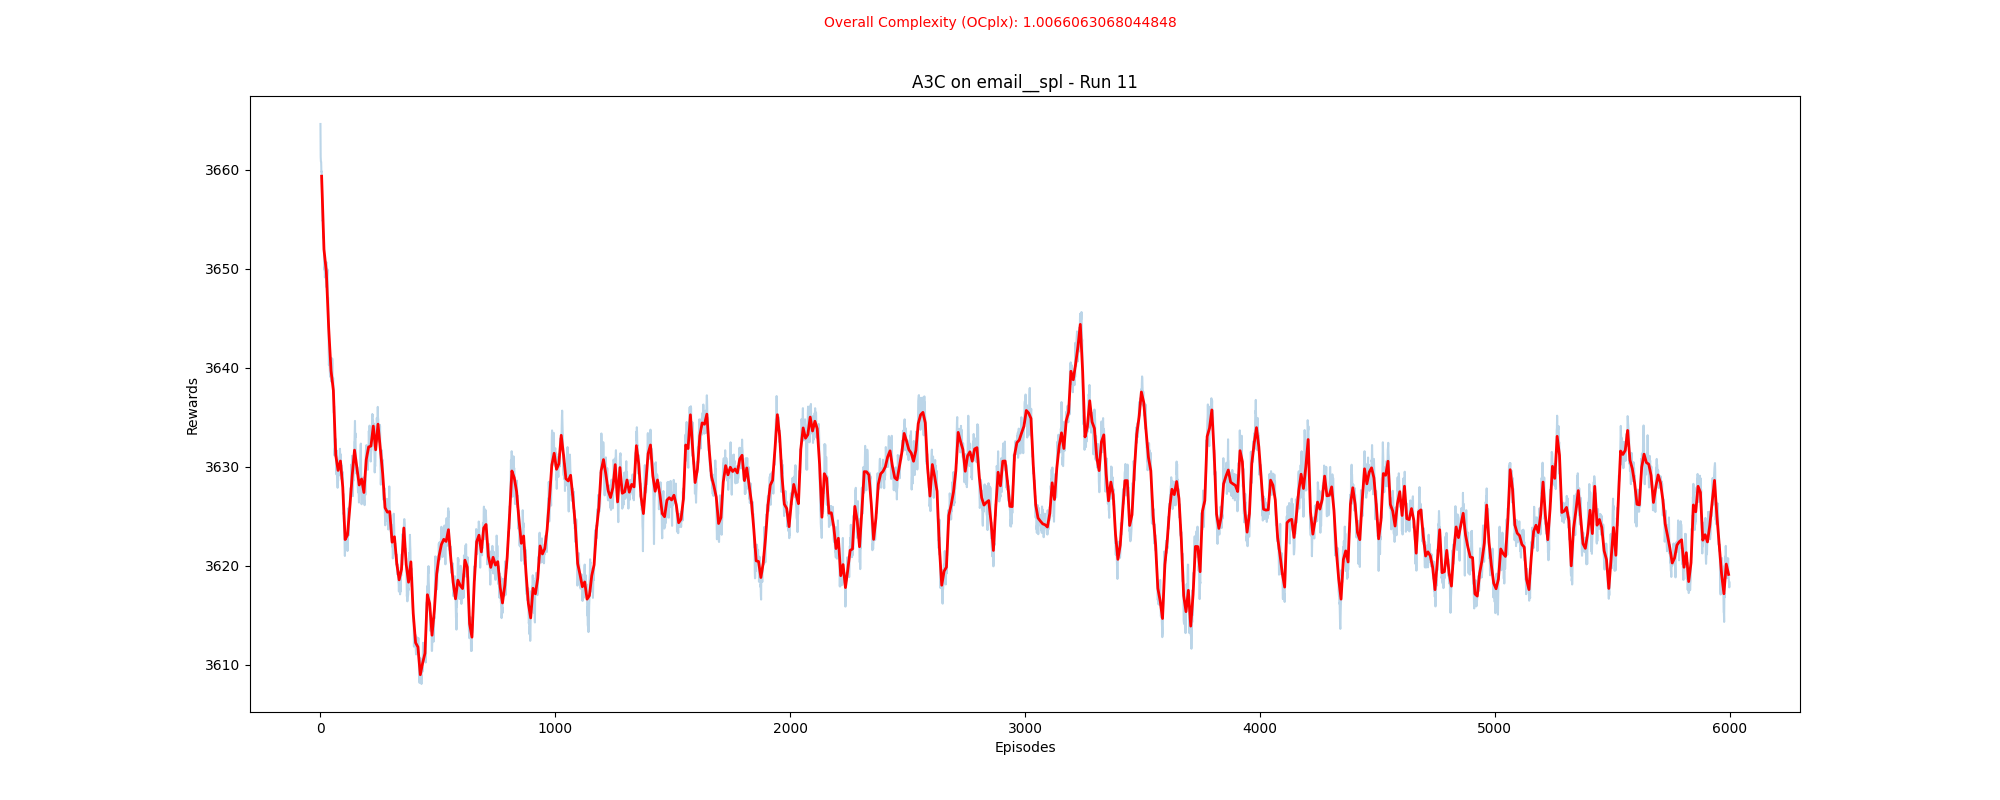 Overall Complexity (OCplx): 1.0066063068044848
A3C on email__spl - Run 11
3660
3650
3640
3630
3620
3610
Rewards
0 1000 2000 3000 4000 5000 6000
Episodes